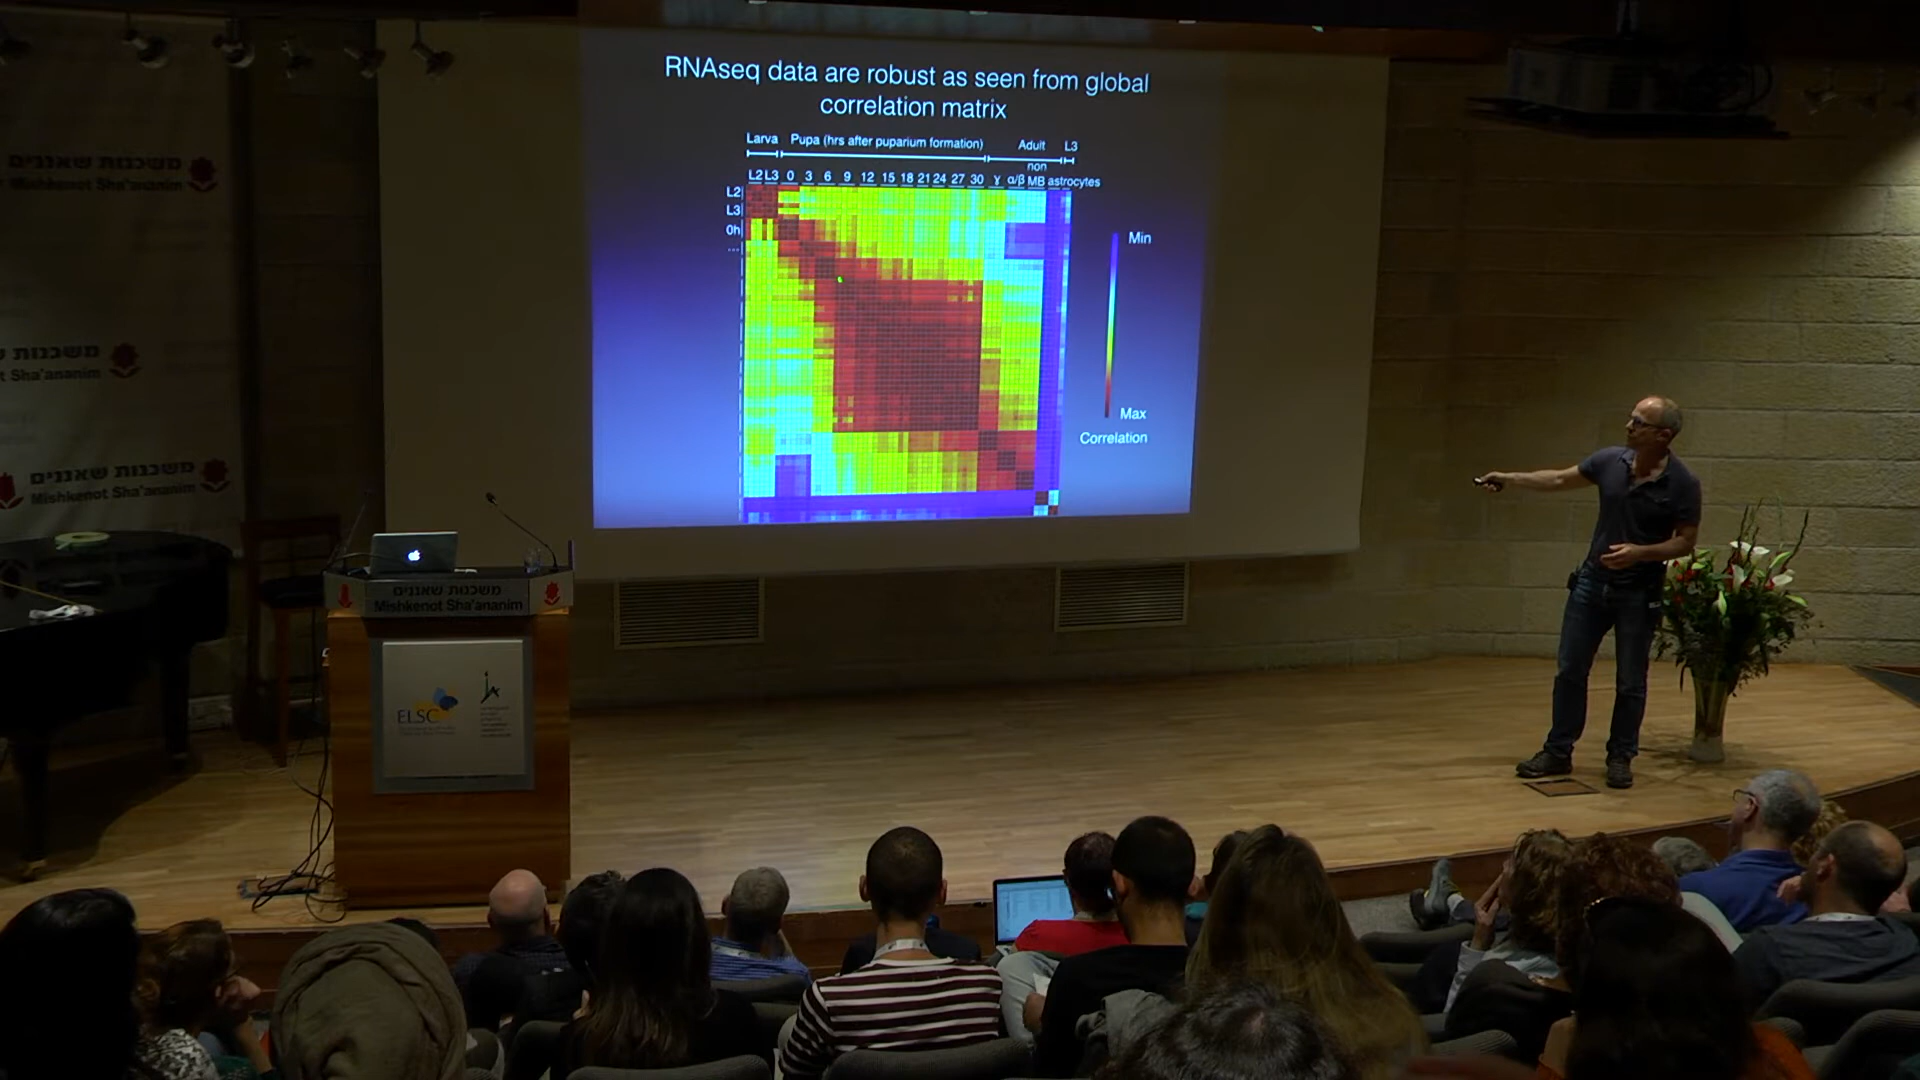 RNAseq data are robust as seen from global
correlation matrix
Larva Pupa (hrs after puparium formation) Adult L3
non
L2 L3 0 3 6 9 12 15 18 21 24 27 30 γ α/β MB astrocytes
L2
L3
0h
...
Min
Max
Correlation
משכנות שאננים
Mishkenot Sha'ananim
משכנות
Sha'ananim
משכנות שאננים
Mishkenot Sha'ananim
משכנות שאננים
Mishkenot Sha'ananim
ELSC